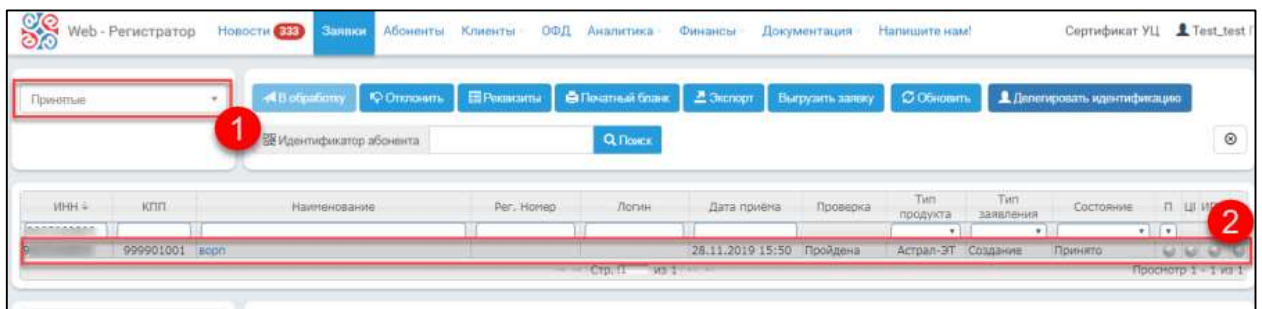 Web - Регистратор Новости 333 Заявки Абоненты Клиенты ОФД Аналитика Финансы Документация Напишите нам! Сертификат УЦ Test_test
Принятые В обработку Отклонить Реквизиты Печатный бланк Экспорт Выгрузить заявку Обновить Делегировать идентификацию
1
Идентификатор абонента Поиск
ИНН КПП Наименование Рег. Номер Логин Дата приёма Проверка Тип продукта Тип заявления Состояние П ЦІ
2
9 999901001 ворп 28.11.2019 15:50 Пройдена Астрал-ЭТ Создание Принято
Стр. 1 из 1 Просмотр 1 - 1 из 1